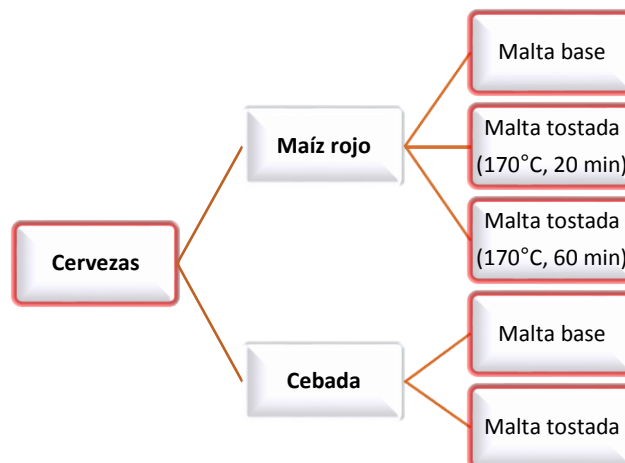 Cervezas
Maíz rojo
Malta base
Malta tostada
(170°C, 20 min)
Malta tostada
(170°C, 60 min)
Cebada
Malta base
Malta tostada